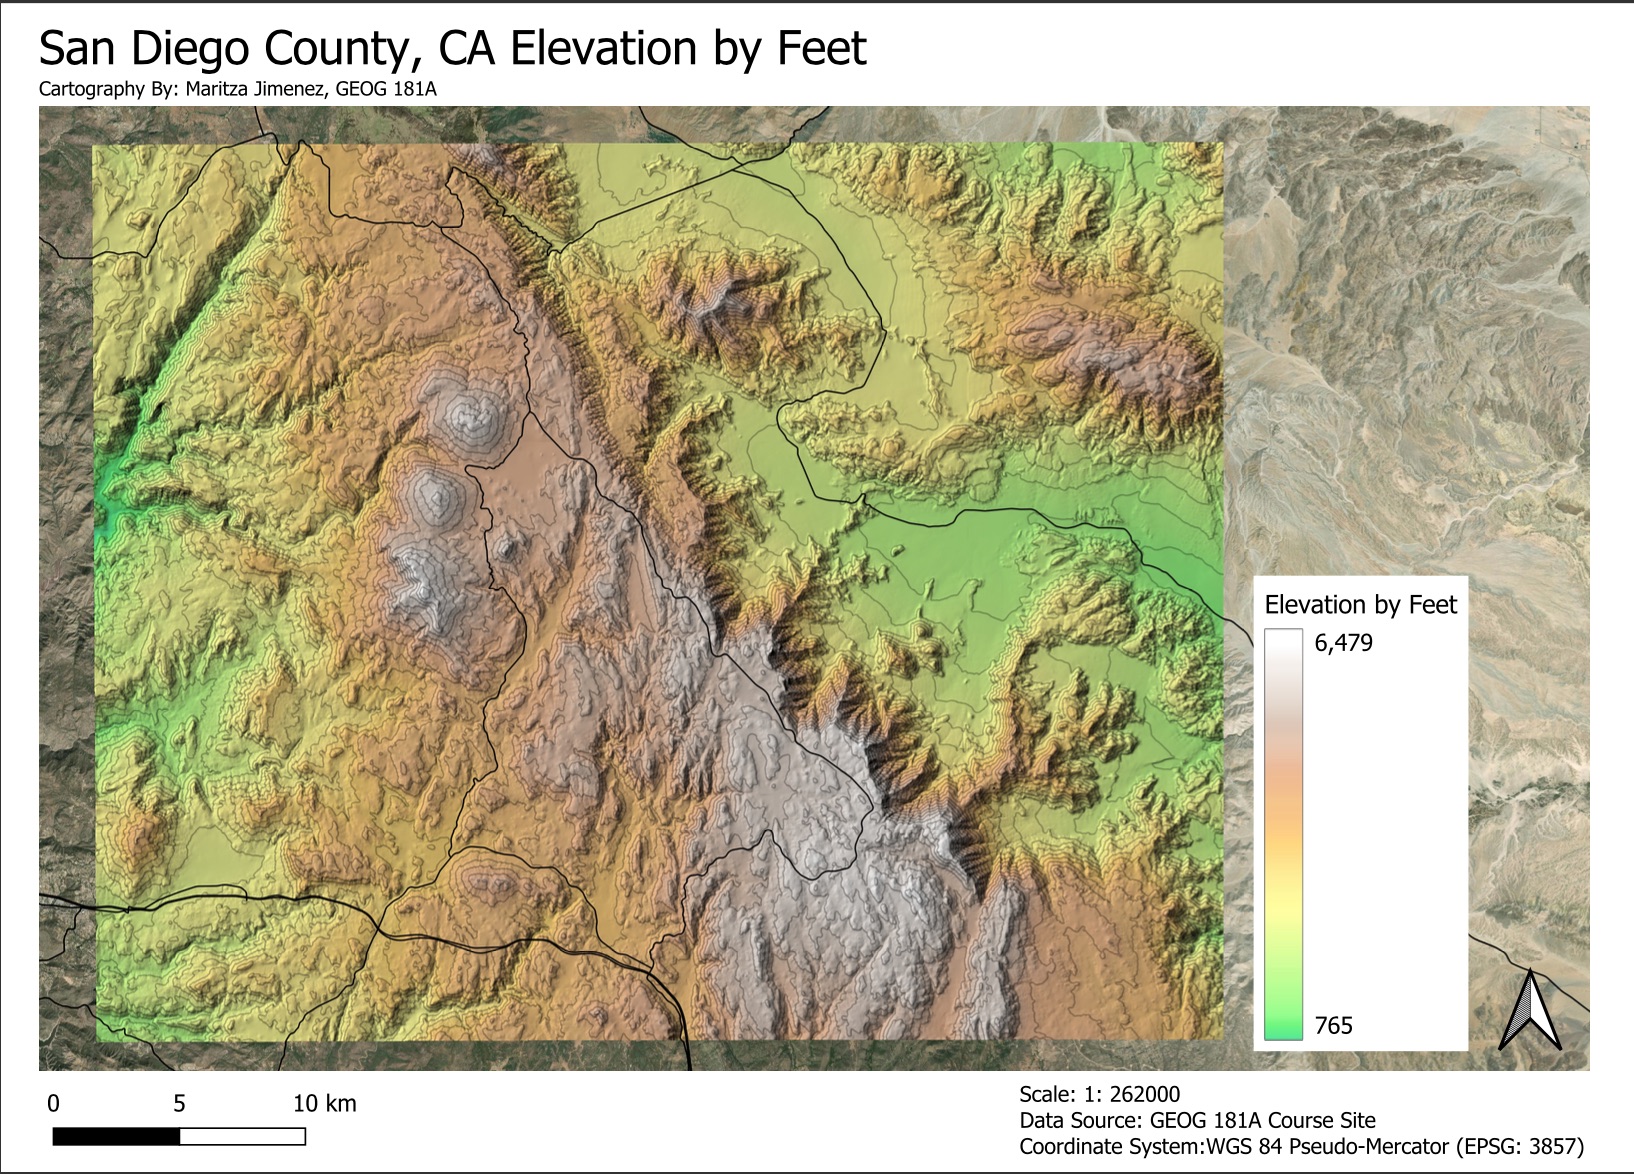 San Diego County, CA Elevation by Feet
Cartography By: Maritza Jimenez, GEOG 181A
Elevation by Feet
6,479
765
0 5 10 km
Scale: 1: 262000
Data Source: GEOG 181A Course Site
Coordinate System:WGS 84 Pseudo-Mercator (EPSG: 3857)